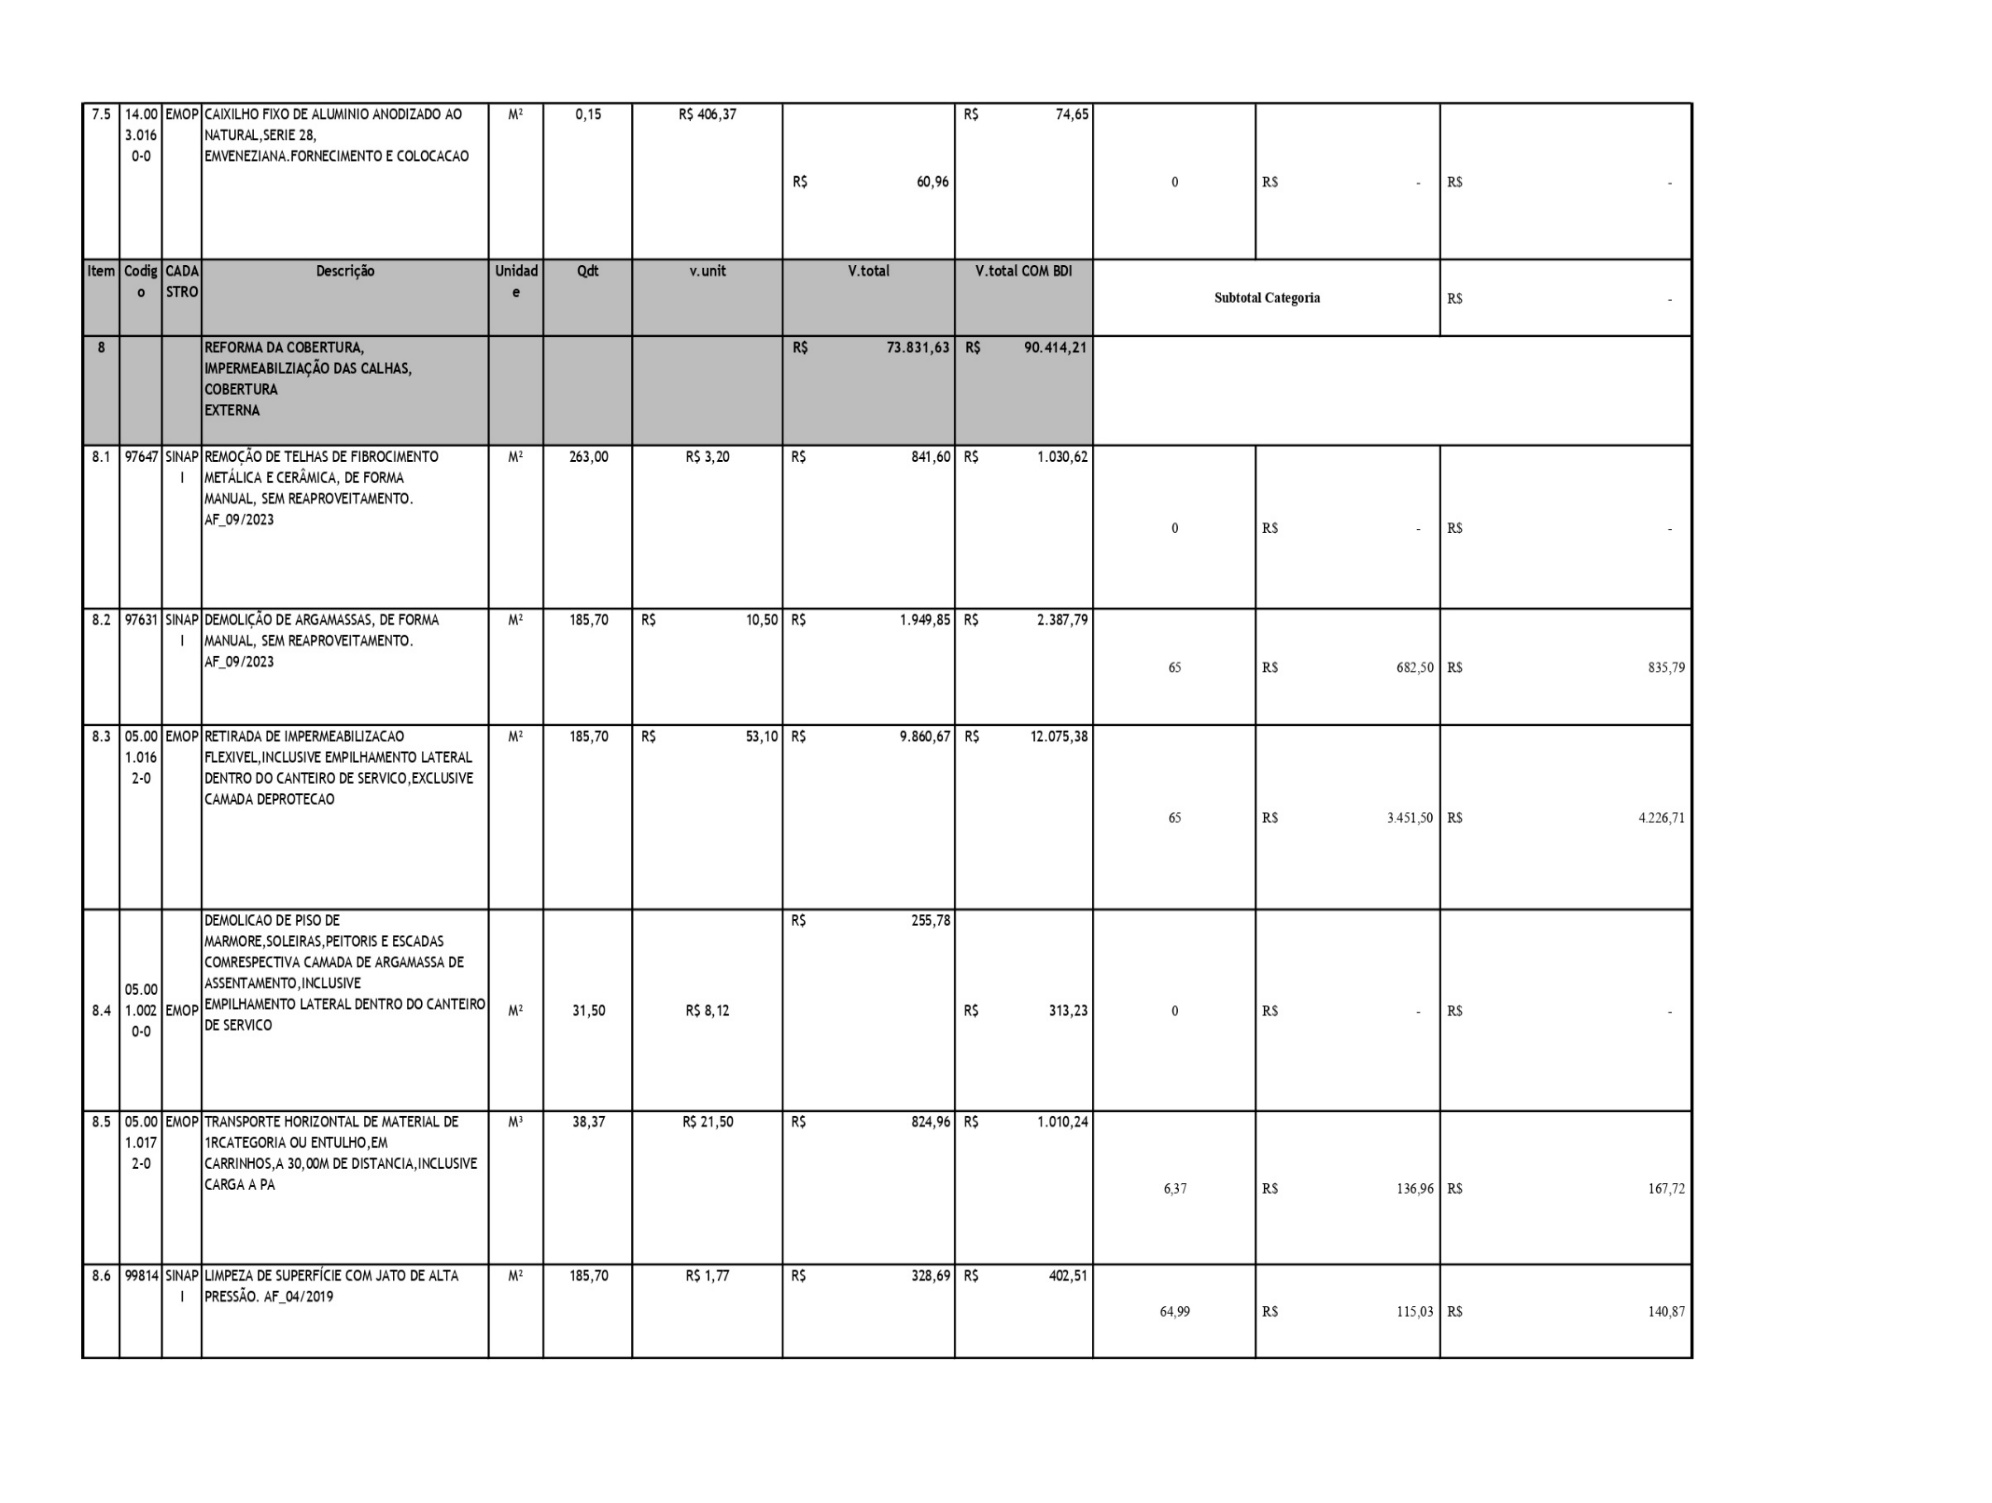 7.5 14.00 EMOP CAIXILHO FIXO DE ALUMINIO ANODIZADO AO M² 0,15 R$ 406,37 R$ 74,65
3.016 NATURAL,SERIE 28,
0-0 EMVENEZIANA.FORNECIMENTO E COLOCACAO
R$ 60,96 0 R$ - R$ -
Item Codig CADA Descrição Unidad Qdt v.unit V.total V.total COM BDI
o STRO e
Subtotal Categoria R$ -
8 REFORMA DA COBERTURA, R$ 73.831,63 R$ 90.414,21
IMPERMEABILZIAÇÃO DAS CALHAS,
COBERTURA
EXTERNA
8.1 97647 SINAP REMOÇÃO DE TELHAS DE FIBROCIMENTO M² 263,00 R$ 3,20 R$ 841,60 R$ 1.030,62
I METÁLICA E CERÂMICA, DE FORMA
MANUAL, SEM REAPROVEITAMENTO.
AF_09/2023
0 R$ - R$ -
8.2 97631 SINAP DEMOLIÇÃO DE ARGAMASSAS, DE FORMA M² 185,70 R$ 10,50 R$ 1.949,85 R$ 2.387,79
I MANUAL, SEM REAPROVEITAMENTO.
AF_09/2023
65 R$ 682,50 R$ 835,79
8.3 05.00 EMOP RETIRADA DE IMPERMEABILIZACAO M² 185,70 R$ 53,10 R$ 9.860,67 R$ 12.075,38
1.016 FLEXIVEL,INCLUSIVE EMPILHAMENTO LATERAL
2-0 DENTRO DO CANTEIRO DE SERVICO,EXCLUSIVE
CAMADA DEPROTECAO
65 R$ 3.451,50 R$ 4.226,71
DEMOLICAO DE PISO DE R$ 255,78
MARMORE,SOLEIRAS,PEITORIS E ESCADAS
COMRESPECTIVA CAMADA DE ARGAMASSA DE
ASSENTAMENTO,INCLUSIVE
05.00 EMPILHAMENTO LATERAL DENTRO DO CANTEIRO
8.4 1.002 EMOP M² 31,50 R$ 8,12 R$ 313,23 0 R$ - R$ -
0-0 DE SERVICO
8.5 05.00 EMOP TRANSPORTE HORIZONTAL DE MATERIAL DE M³ 38,37 R$ 21,50 R$ 824,96 R$ 1.010,24
1.017 1RCATEGORIA OU ENTULHO,EM
2-0 CARRINHOS,A 30,00M DE DISTANCIA,INCLUSIVE
CARGA A PA
6,37 R$ 136,96 R$ 167,72
8.6 99814 SINAP LIMPEZA DE SUPERFÍCIE COM JATO DE ALTA M² 185,70 R$ 1,77 R$ 328,69 R$ 402,51
I PRESSÃO. AF_04/2019
64,99 R$ 115,03 R$ 140,87